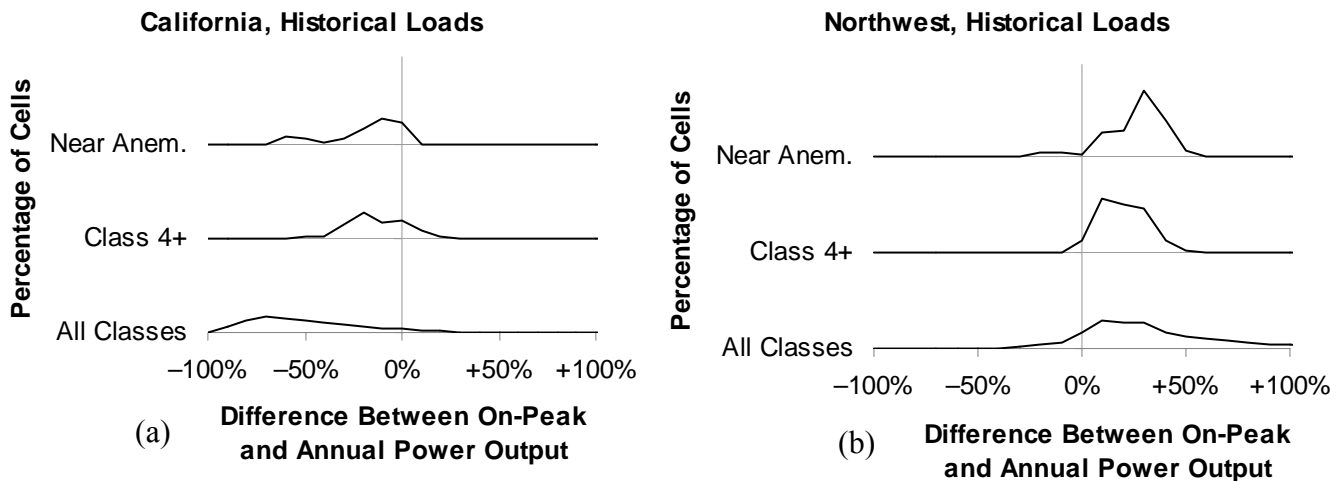 California, Historical Loads
Percentage of Cells
Near Anem.
Class 4+
All Classes
–100% –50% 0% +50% +100%
(a)
Difference Between On-Peak
and Annual Power Output
Northwest, Historical Loads
Percentage of Cells
Near Anem.
Class 4+
All Classes
–100% –50% 0% +50% +100%
(b)
Difference Between On-Peak
and Annual Power Output